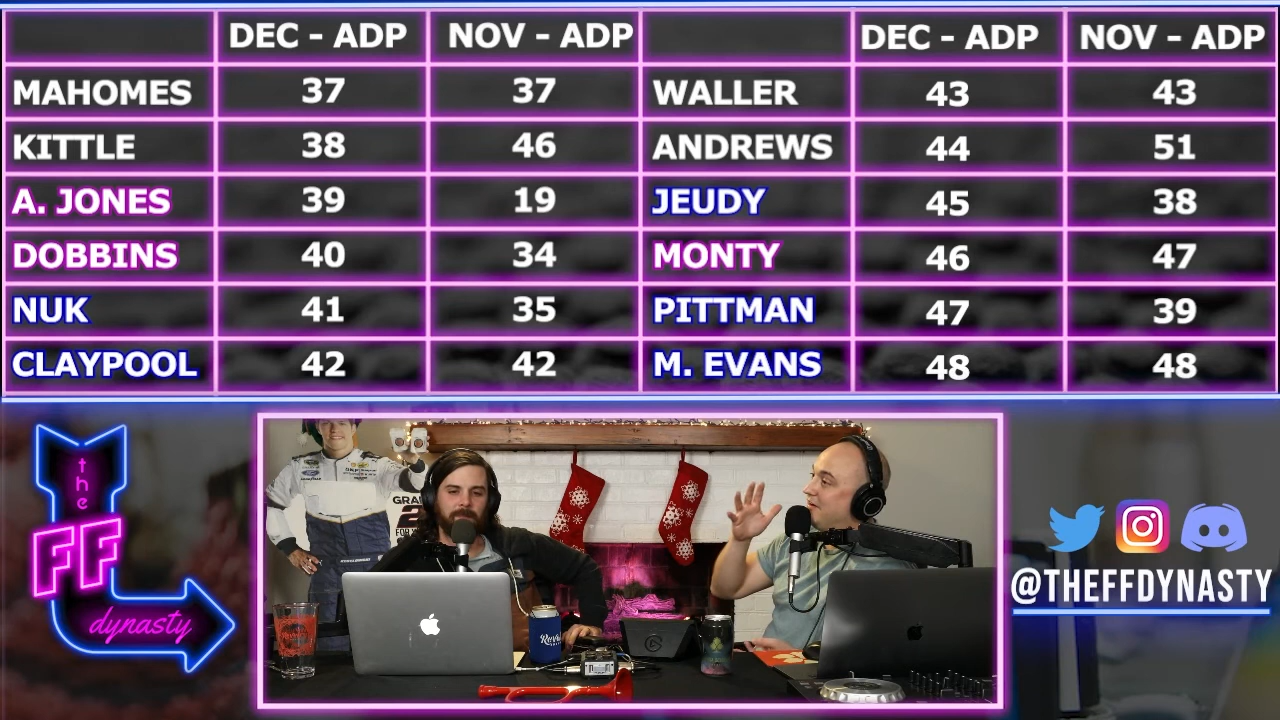 DEC - ADP NOV - ADP DEC - ADP NOV - ADP
MAHOMES 37 37 WALLER 43 43
KITTLE 38 46 ANDREWS 44 51
A. JONES 39 19 JEUDY 45 38
DOBBINS 40 34 MONTY 46 47
NUK 41 35 PITTMAN 47 39
CLAYPOOL 42 42 M. EVANS 48 48
the
FF
dynasty
@THEFFDYNASTY